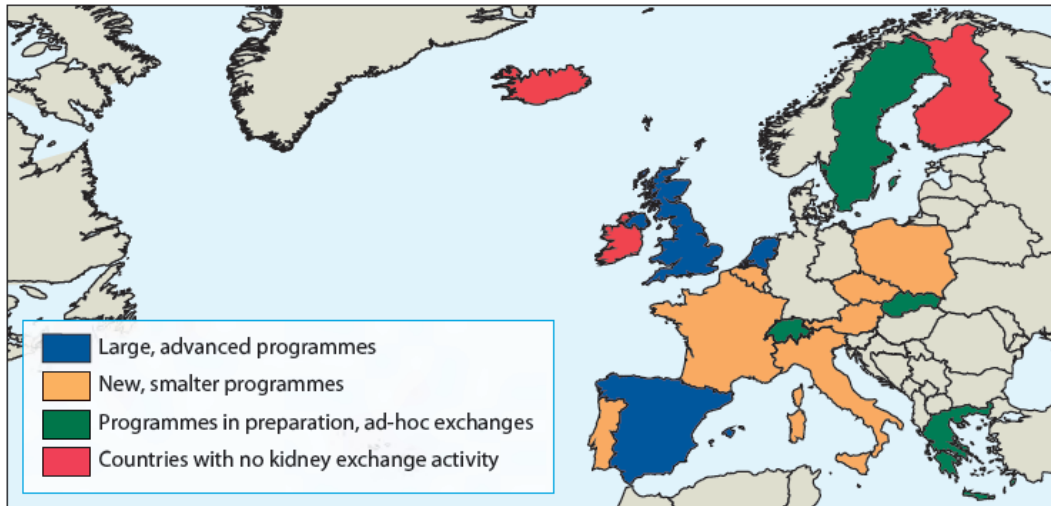 Large, advanced programmes
New, smalter programmes
Programmes in preparation, ad-hoc exchanges
Countries with no kidney exchange activity